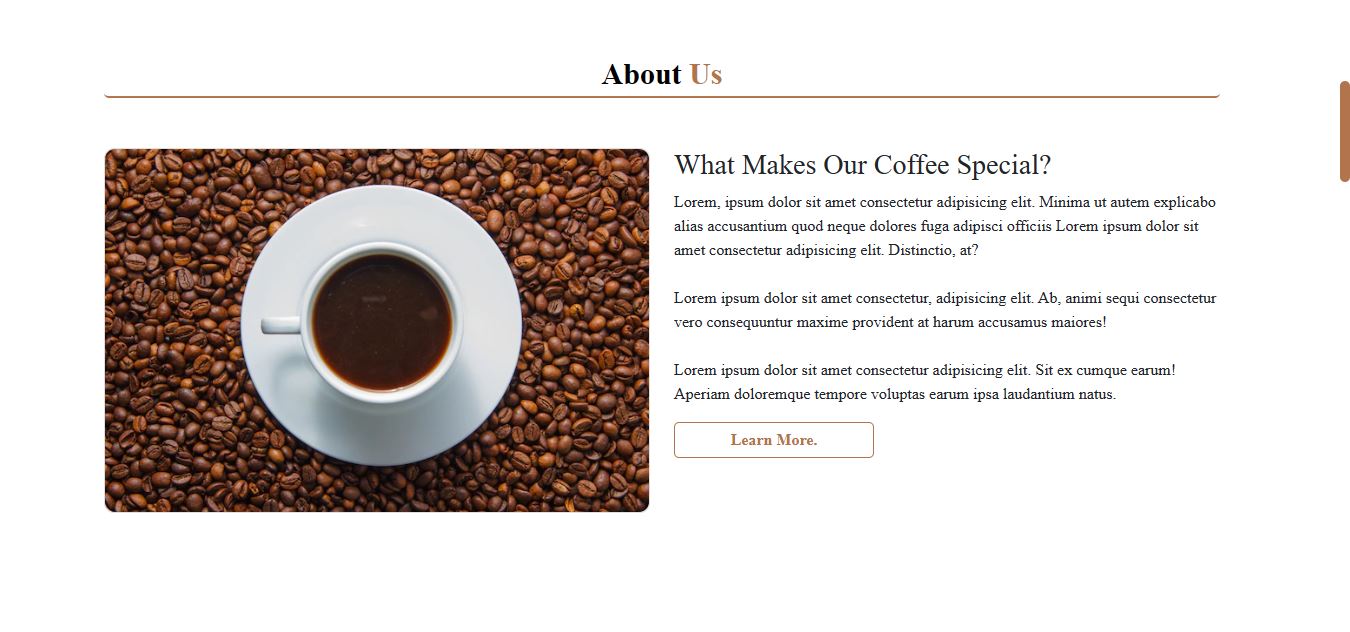 About Us
What Makes Our Coffee Special?
Lorem, ipsum dolor sit amet consectetur adipisicing elit. Minima ut autem explicabo
alias accusantium quod neque dolores fuga adipisci officiis Lorem ipsum dolor sit
amet consectetur adipisicing elit. Distinctio, at?
Lorem ipsum dolor sit amet consectetur, adipisicing elit. Ab, animi sequi consectetur
vero consequuntur maxime provident at harum accusamus maiores!
Lorem ipsum dolor sit amet consectetur adipisicing elit. Sit ex cumque earum!
Aperiam doloremque tempore voluptas earum ipsa laudantium natus.
Learn More.